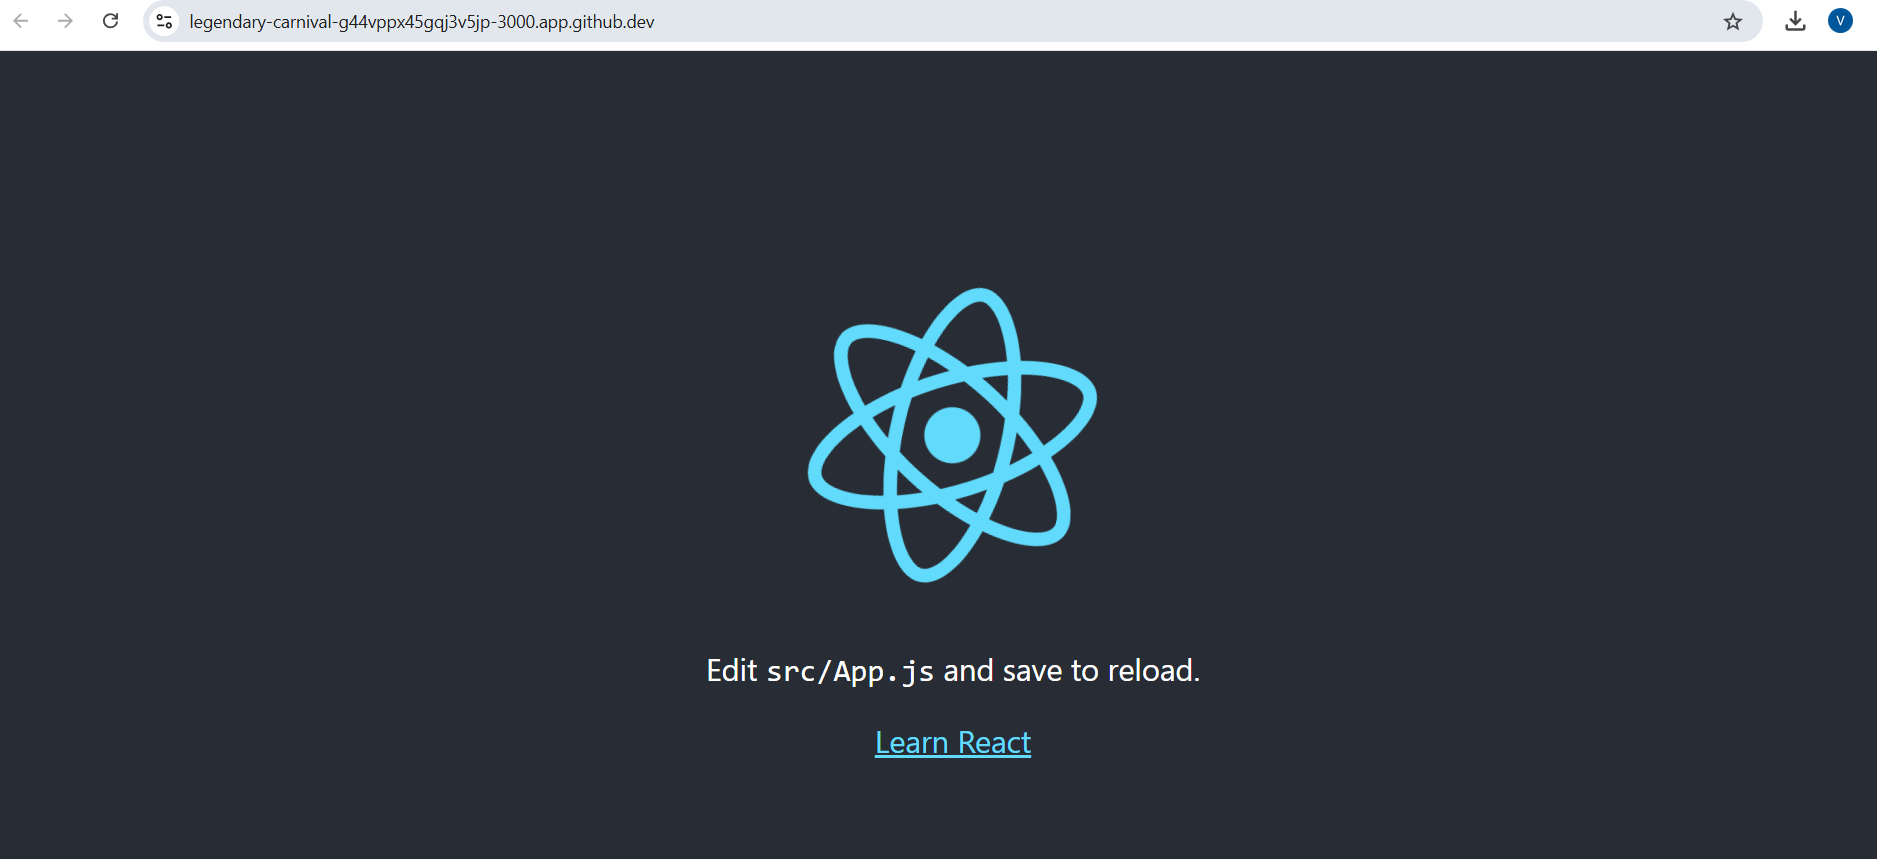 legendary-carnival-g44vppx45gqj3v5jp-3000.app.github.dev
V
Edit src/App.js and save to reload.
Learn React